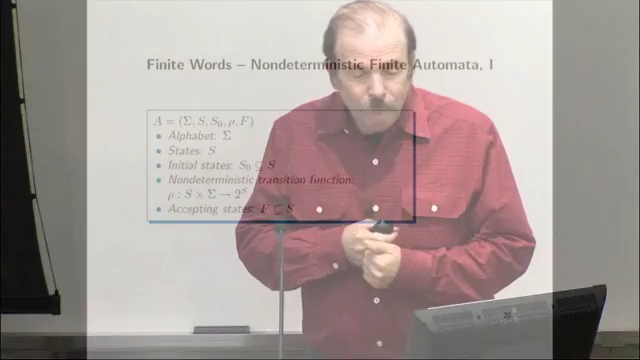 Finite Words – Nondeterministic Finite Automata, I
A = (Σ, S, S₀, ρ, F)
• Alphabet: Σ
• States: S
• Initial states: S₀ ⊆ S
• Nondeterministic transition function:
ρ : S × Σ → 2^S
• Accepting states: F ⊆ S